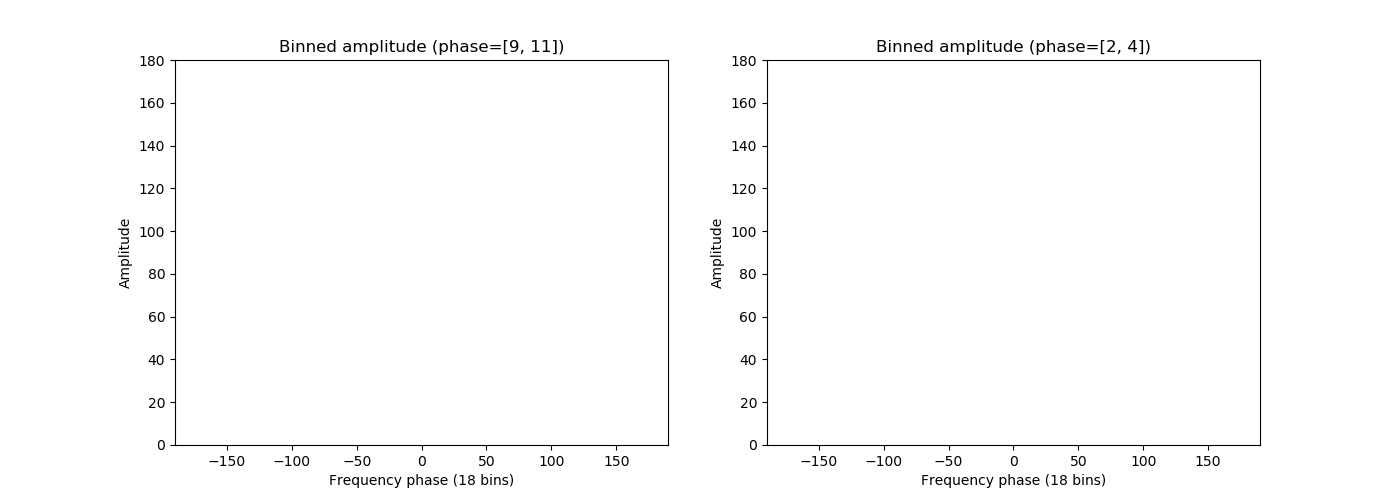 Binned amplitude (phase=[9, 11])
180
160
140
120
100
80
60
40
20
0
Amplitude
−150 −100 −50 0 50 100 150
Frequency phase (18 bins)
Binned amplitude (phase=[2, 4])
180
160
140
120
100
80
60
40
20
0
Amplitude
−150 −100 −50 0 50 100 150
Frequency phase (18 bins)